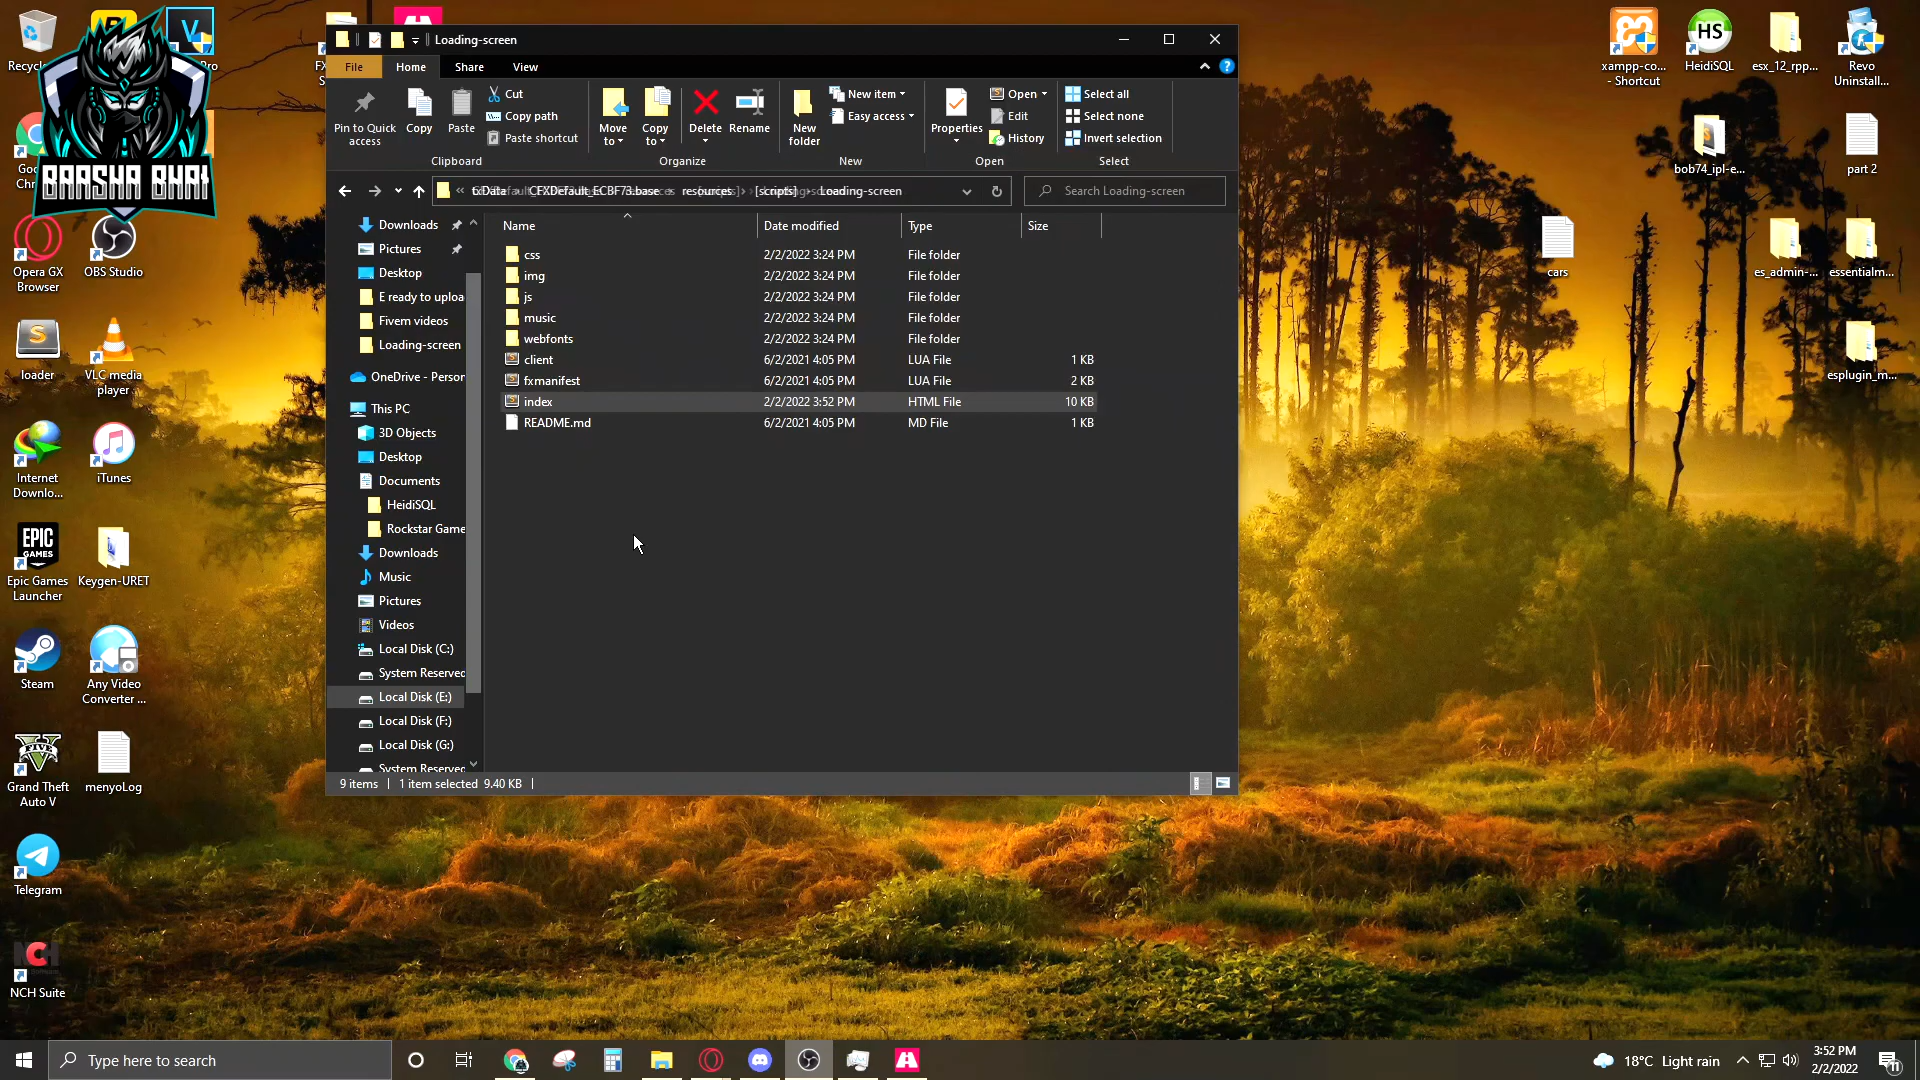 Loading-screen
File
Home
Share
View
Pin to Quick access
Copy
Paste
Cut
Copy path
Paste shortcut
Clipboard
Move to
Copy to
Delete
Rename
Organize
New folder
New item
Easy access
New
Properties
Open
Edit
History
Open
Select all
Select none
Invert selection
Select
resources
[scripts]
Loading-screen
Search Loading-screen
Downloads
Pictures
Desktop
E ready to uploa
Fivem videos
Loading-screen
OneDrive - Person
This PC
3D Objects
Desktop
Documents
HeidiSQL
Rockstar Game
Downloads
Music
Pictures
Videos
Local Disk (C:)
System Reserved
Local Disk (E:)
Local Disk (F:)
Local Disk (G:)
System Reserved
Name Date modified Type Size
css 2/2/2022 3:24 PM File folder
img 2/2/2022 3:24 PM File folder
js 2/2/2022 3:24 PM File folder
music 2/2/2022 3:24 PM File folder
webfonts 2/2/2022 3:24 PM File folder
client 6/2/2021 4:05 PM LUA File 1 KB
fxmanifest 6/2/2021 4:05 PM LUA File 2 KB
index 2/2/2022 3:52 PM HTML File 10 KB
README.md 6/2/2021 4:05 PM MD File 1 KB
9 items 1 item selected 9.40 KB
BAASHA BHAI
Opera GX
Browser
OBS Studio
loader
VLC media
player
Internet
Downlo...
iTunes
EPIC
GAMES
Epic Games
Launcher
Keygen-URET
Steam
Any Video
Converter ...
FIVE
Grand Theft
Auto V
menyoLog
Telegram
NCH
NCH Suite
xampp-co...
- Shortcut
HS
HeidiSQL
esx_12_rpp...
Revo
Uninstall...
bob74_ipl-e...
part 2
cars
es_admin-...
essentialm...
esplugin_m...
Type here to search
18°C Light rain
3:52 PM
2/2/2022
11